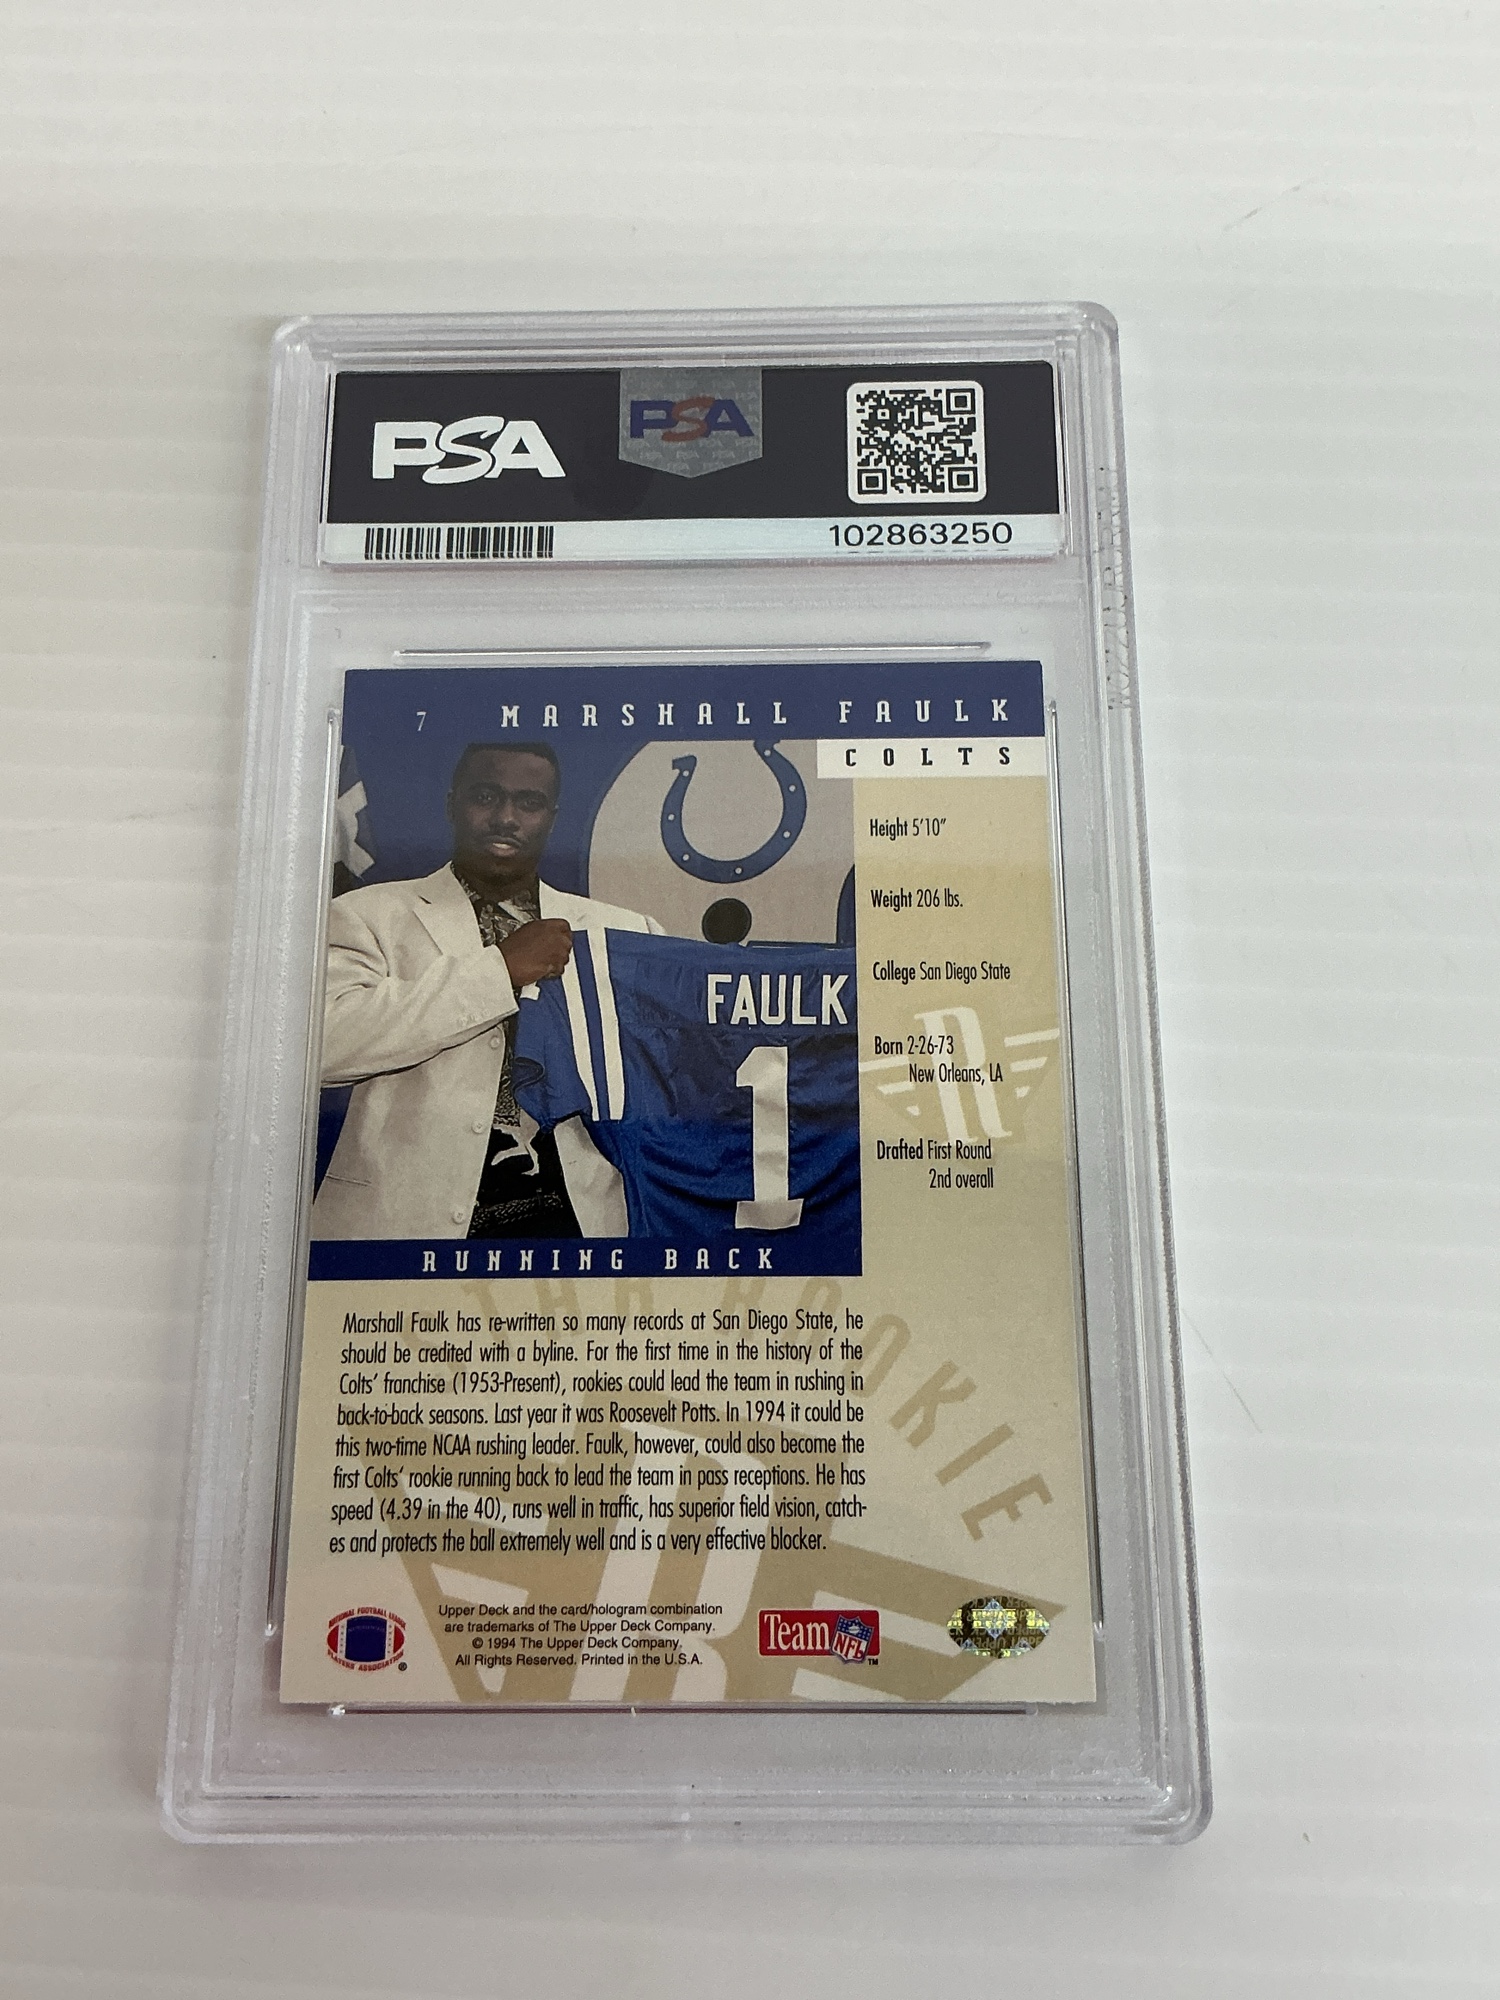 PSA
PSA
102863250
7 MARSHALL FAULK
COLTS
Height 5'10"
Weight 206 lbs.
College San Diego State
Born 2-26-73
New Orleans, LA
Drafted First Round
2nd overall
FAULK
1
RUNNING BACK
STAR ROOKIE
Marshall Faulk has re-written so many records at San Diego State, he
should be credited with a byline. For the first time in the history of the
Colts' franchise (1953-Present), rookies could lead the team in rushing in
back-to-back seasons. Last year it was Roosevelt Potts. In 1994 it could be
this two-time NCAA rushing leader. Faulk, however, could also become the
first Colts' rookie running back to lead the team in pass receptions. He has
speed (4.39 in the 40), runs well in traffic, has superior field vision, catch-
es and protects the ball extremely well and is a very effective blocker.
NATIONAL FOOTBALL LEAGUE
PLAYERS ASSOCIATION ®
Upper Deck and the card/hologram combination
are trademarks of The Upper Deck Company.
© 1994 The Upper Deck Company.
All Rights Reserved. Printed in the U.S.A.
Team NFL TM